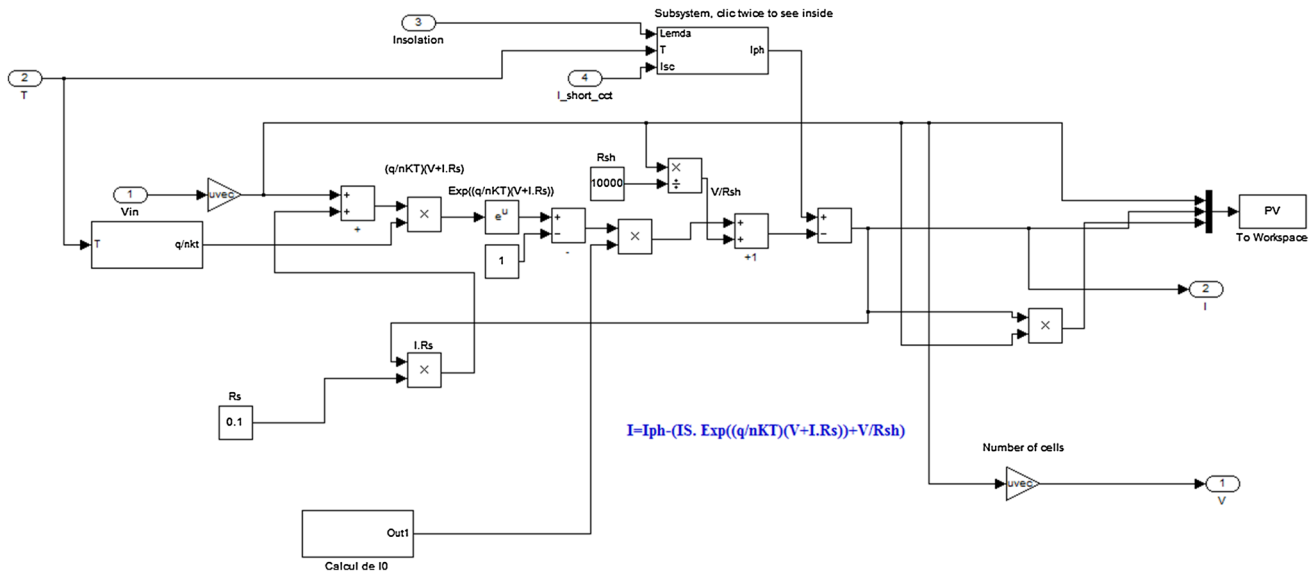 Subsystem, clic twice to see inside
3
Insolation
Lemda
T
Isc
Iph
2
T
4
I_short_cct
(q/nKT)(V+I.Rs)
Rsh
10000
×
÷
V/Rsh
1
Vin
uvec
+
+
+
×
Exp((q/nKT)(V+I.Rs))
eu
+
−
-
1
×
+
+
+1
+
−
PV
To Workspace
T
q/nkt
2
I
×
I.Rs
×
Rs
0.1
I=Iph-(IS. Exp((q/nKT)(V+I.Rs))+V/Rsh)
Number of cells
uvec
1
V
Out1
Calcul de I0